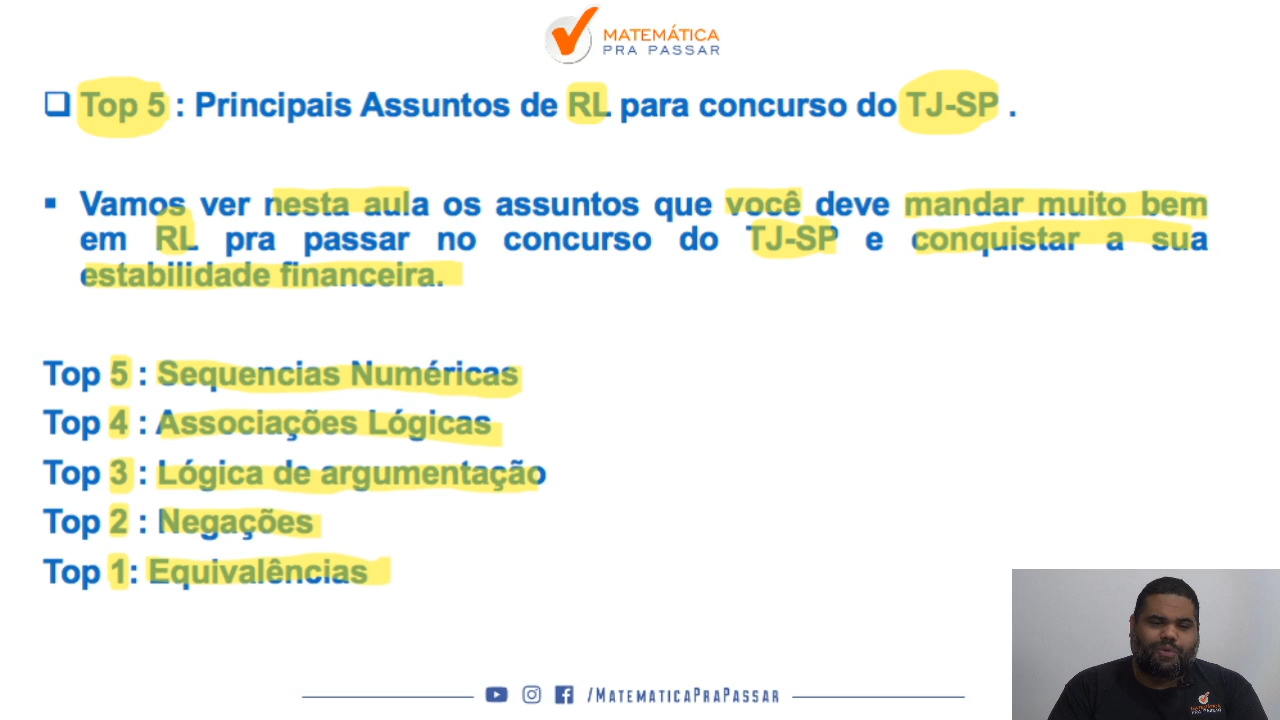 MATEMÁTICA
PRA PASSAR
Top 5 : Principais Assuntos de RL para concurso do TJ-SP .
Vamos ver nesta aula os assuntos que você deve mandar muito bem
em RL pra passar no concurso do TJ-SP e conquistar a sua
estabilidade financeira.
Top 5 : Sequencias Numéricas
Top 4 : Associações Lógicas
Top 3 : Lógica de argumentação
Top 2 : Negações
Top 1: Equivalências
/MATEMATICAPRAPASSAR
MATEMÁTICA
PRA PASSAR